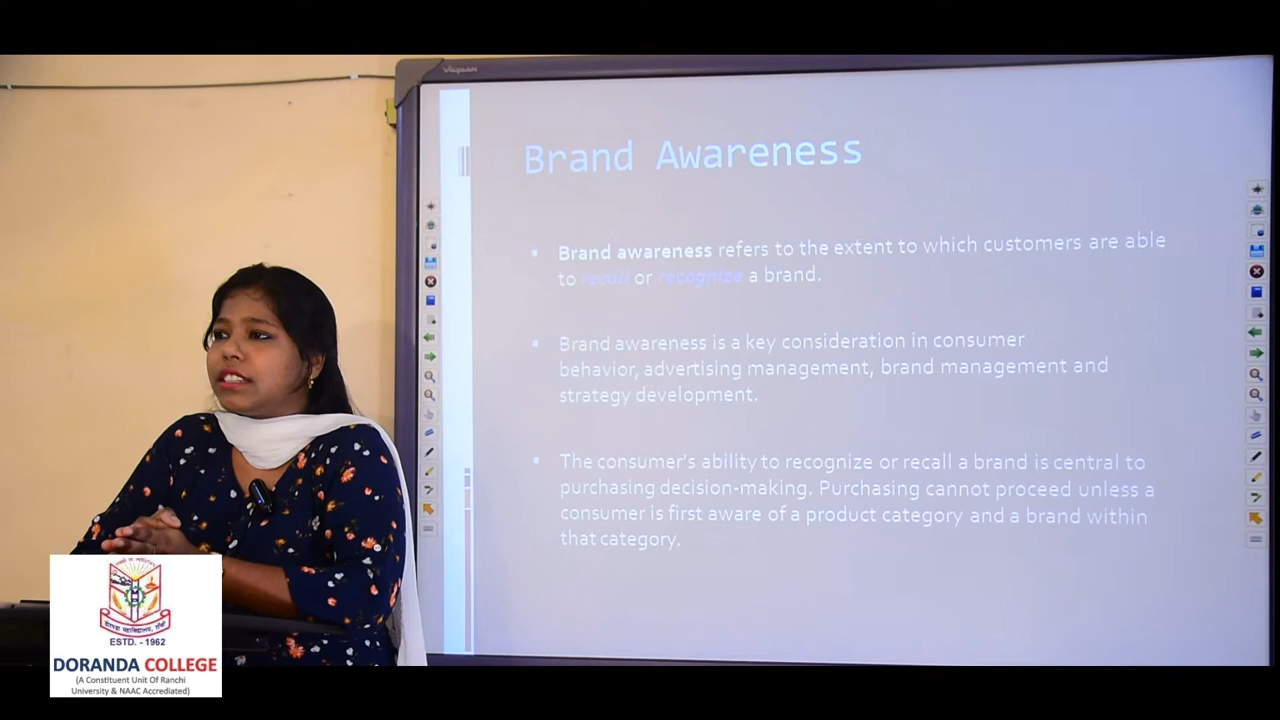 Brand Awareness
▪ Brand awareness refers to the extent to which customers are able
to recall or recognize a brand.
▪ Brand awareness is a key consideration in consumer
behavior, advertising management, brand management and
strategy development.
▪ The consumer's ability to recognize or recall a brand is central to
purchasing decision-making. Purchasing cannot proceed unless a
consumer is first aware of a product category and a brand within
that category.
ESTD. - 1962
DORANDA COLLEGE
(A Constituent Unit Of Ranchi
University & NAAC Accredited)